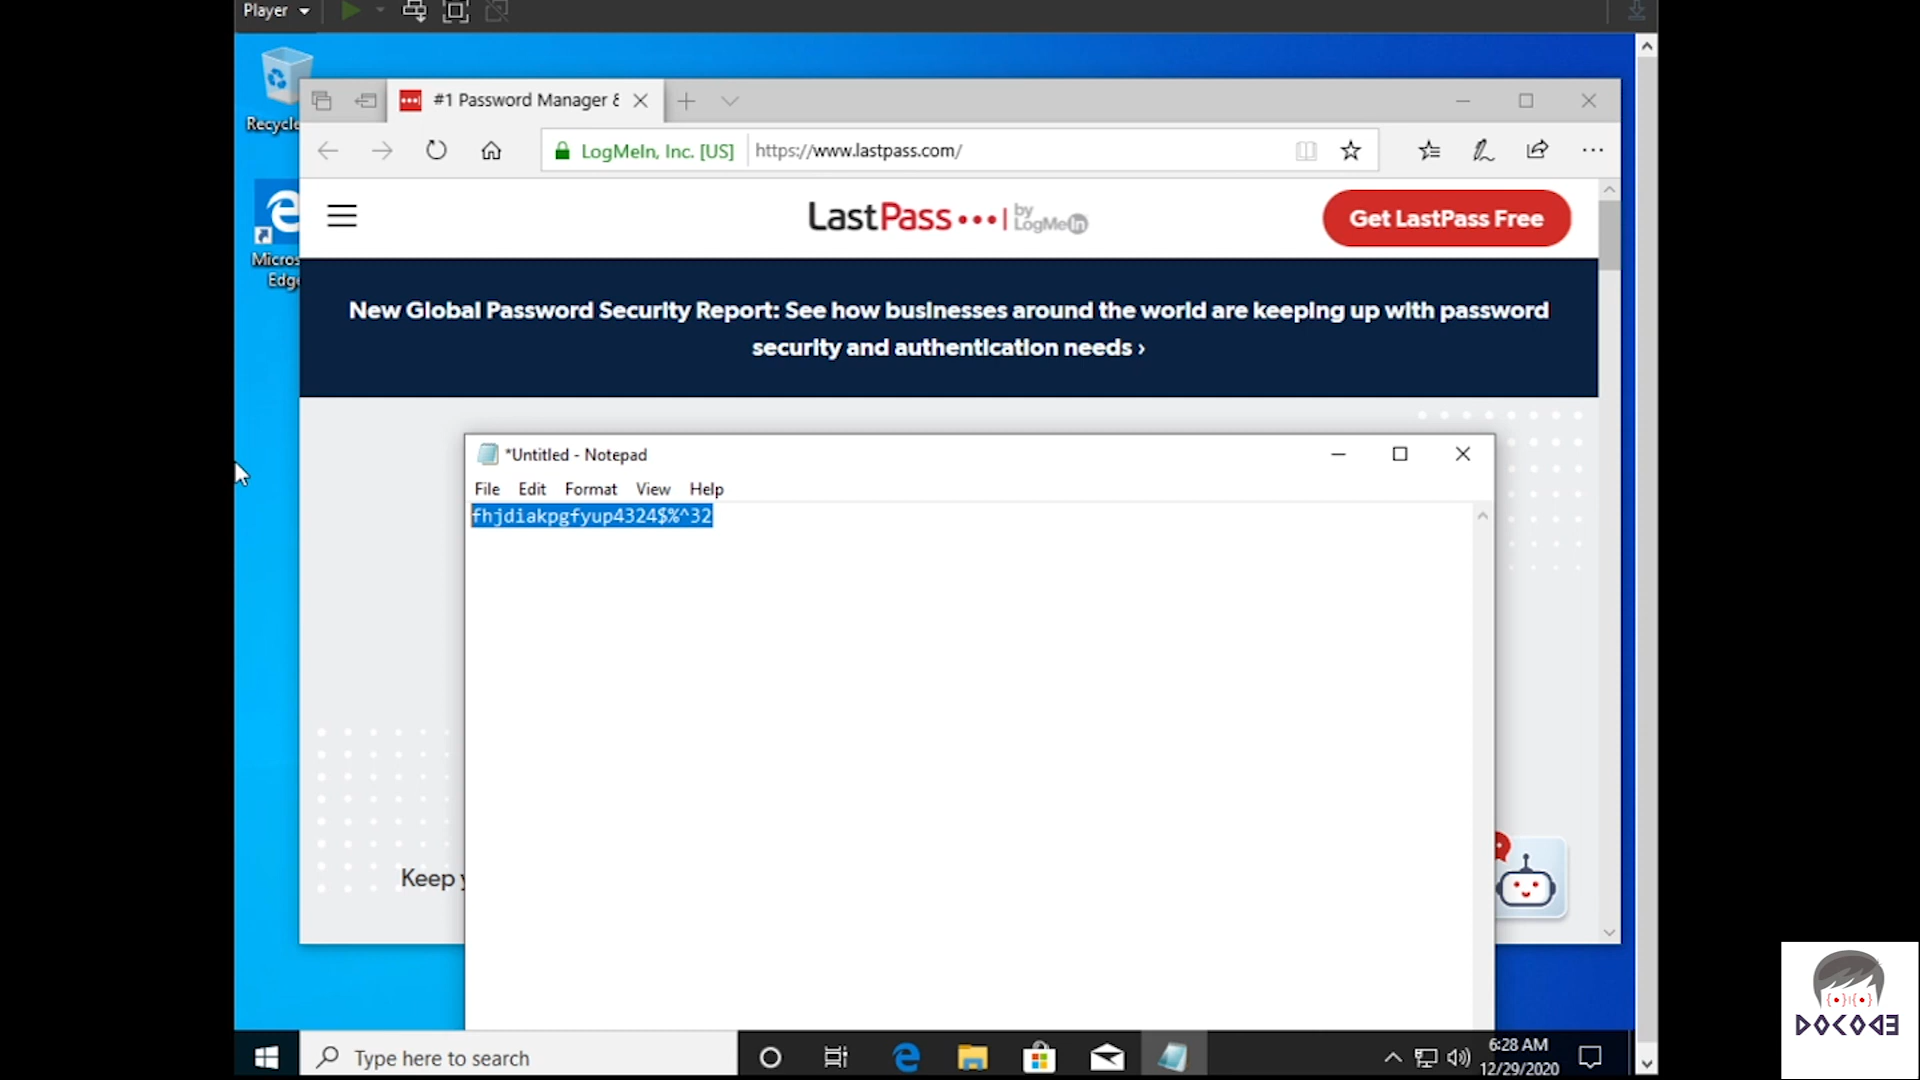 Player
Recycle
Micros
Edge
#1 Password Manager &
LogMeIn, Inc. [US]
https://www.lastpass.com/
LastPass
by
LogMeIn
Get LastPass Free
New Global Password Security Report: See how businesses around the world are keeping up with password
security and authentication needs ›
*Untitled - Notepad
File Edit Format View Help
fhjdiakpgfyup4324$%^32
Keep
Type here to search
6:28 AM
12/29/2020
DOCODE